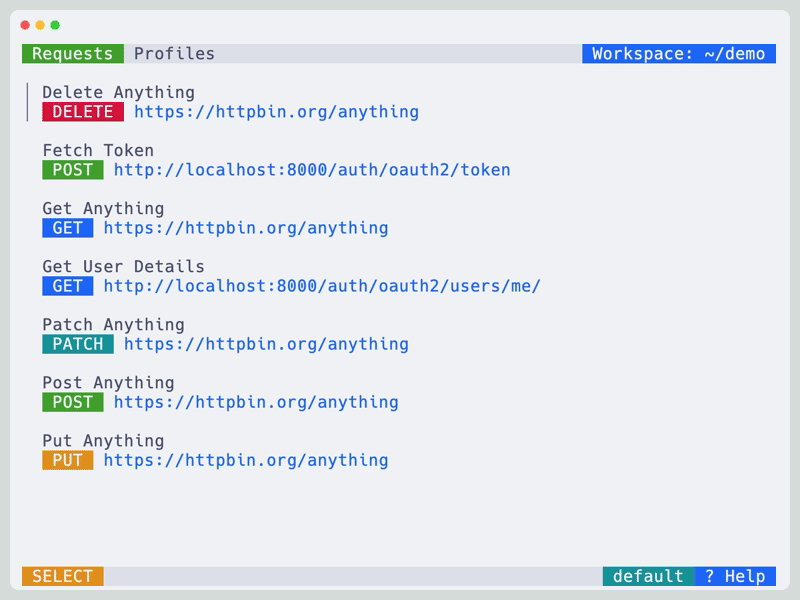 Requests Profiles Workspace: ~/demo
Delete Anything
DELETE https://httpbin.org/anything
Fetch Token
POST http://localhost:8000/auth/oauth2/token
Get Anything
GET https://httpbin.org/anything
Get User Details
GET http://localhost:8000/auth/oauth2/users/me/
Patch Anything
PATCH https://httpbin.org/anything
Post Anything
POST https://httpbin.org/anything
Put Anything
PUT https://httpbin.org/anything
SELECT default ? Help